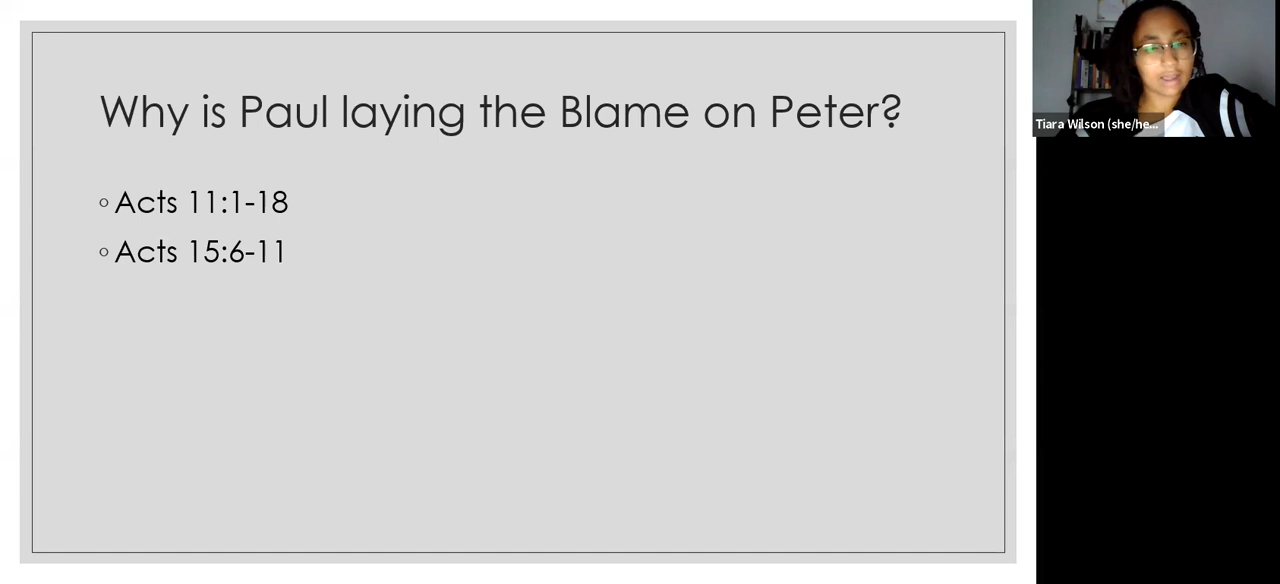 Why is Paul laying the Blame on Peter?
◦Acts 11:1-18
◦Acts 15:6-11
Tiara Wilson (she/he...